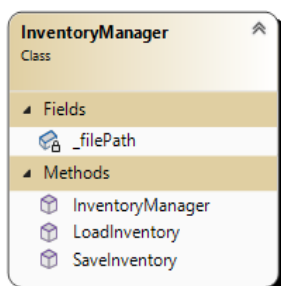 InventoryManager
Class
Fields
_filePath
Methods
InventoryManager
LoadInventory
SaveInventory